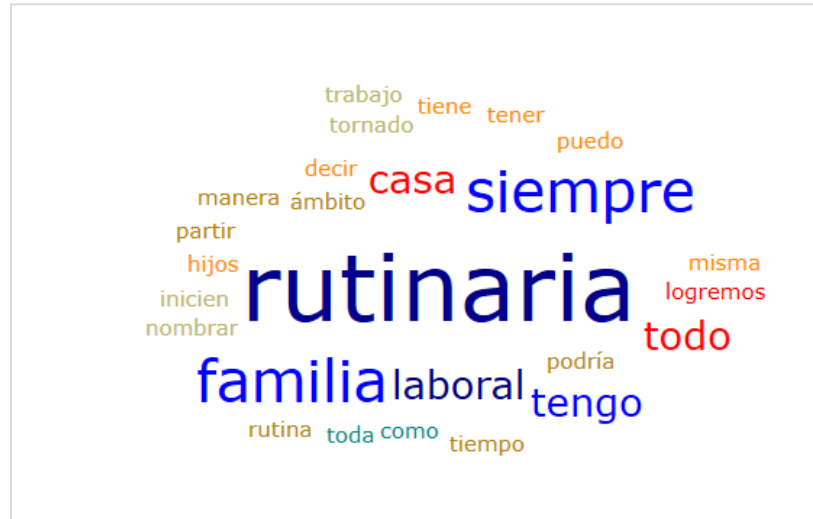 trabajo tiene tener
tornado puedo
decir casa siempre
manera ámbito
partir
hijos rutinaria misma
inicien logremos
nombrar todo
familia laboral podría
tengo
rutina toda como tiempo